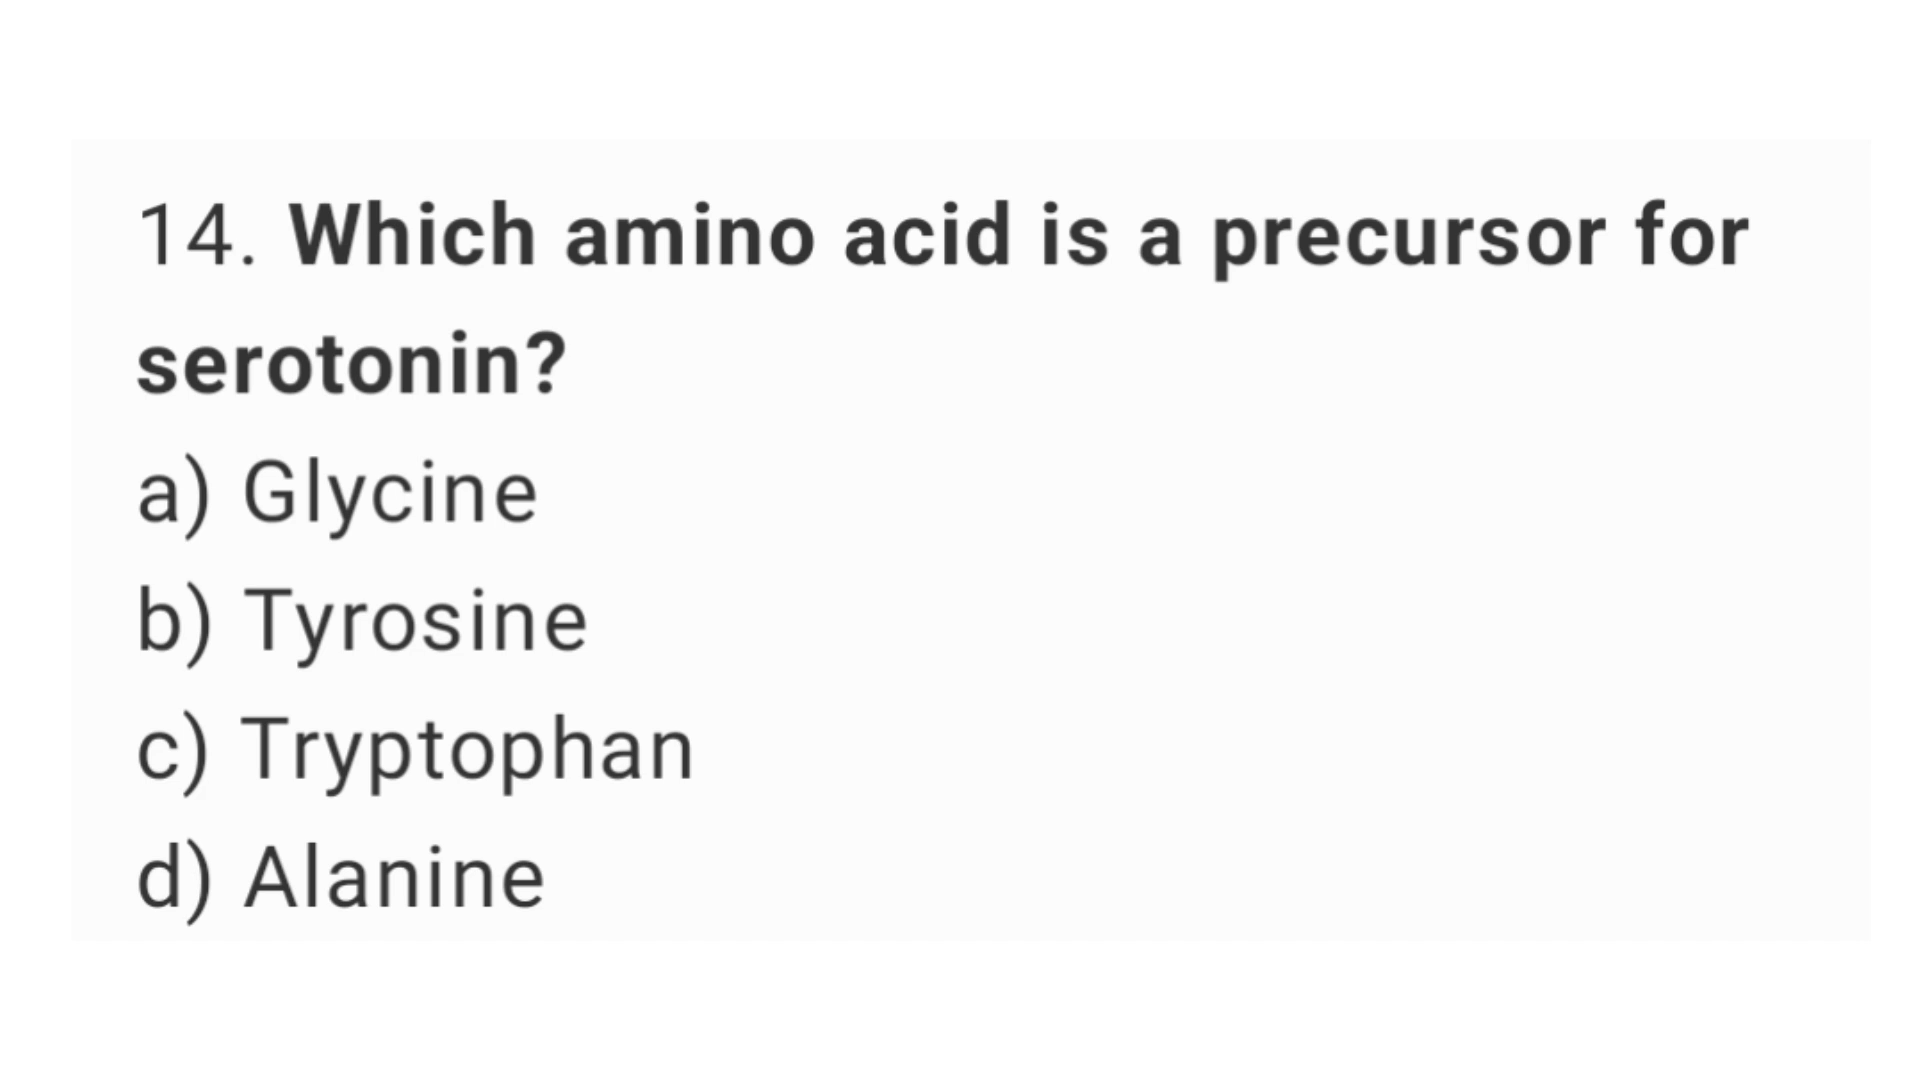 14. Which amino acid is a precursor for
serotonin?
a) Glycine
b) Tyrosine
c) Tryptophan
d) Alanine